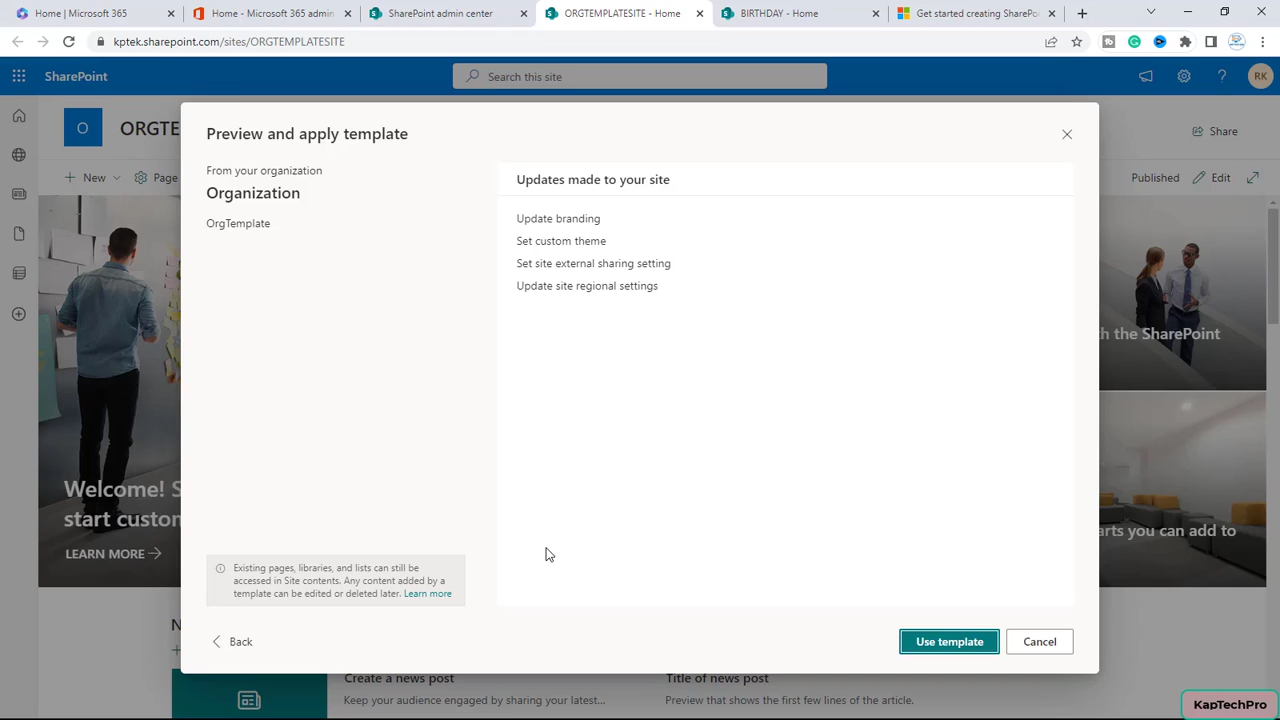 Home | Microsoft 365
Home - Microsoft 365 admin
SharePoint admin center
ORGTEMPLATESITE - Home
BIRTHDAY - Home
Get started creating SharePo
kptek.sharepoint.com/sites/ORGTEMPLATESITE
SharePoint
Search this site
RK
O
ORGTE
Share
New
Page
Published
Edit
Preview and apply template
From your organization
Organization
OrgTemplate
Updates made to your site
Update branding
Set custom theme
Set site external sharing setting
Update site regional settings
Existing pages, libraries, and lists can still be
accessed in Site contents. Any content added by a
template can be edited or deleted later. Learn more
Back
Use template
Cancel
Welcome! S
start custom
LEARN MORE
h the SharePoint
arts you can add to
N
Create a news post
Keep your audience engaged by sharing your latest...
Title of news post
Preview that shows the first few lines of the article.
KapTechPro